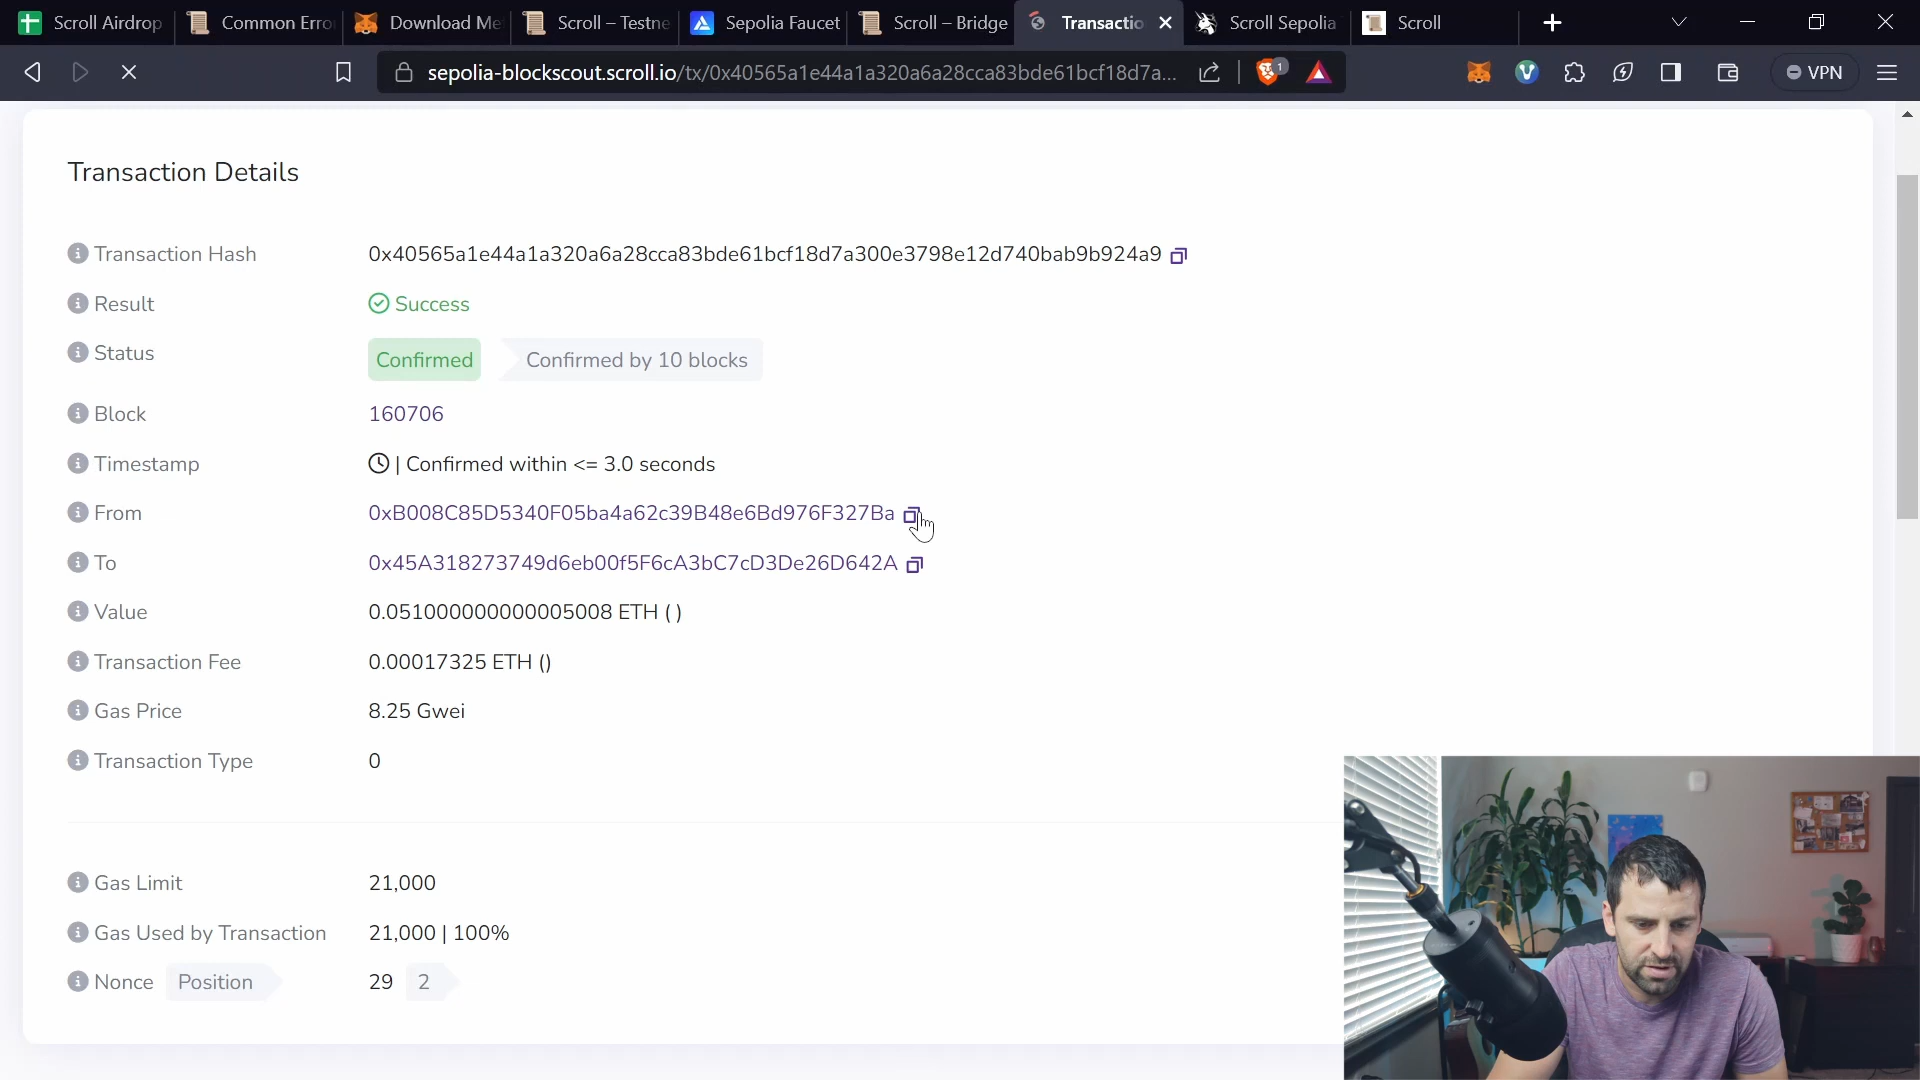 Scroll Airdrop
Common Erro
Download Me
Scroll – Testne
Sepolia Faucet
Scroll – Bridge
Transactio
Scroll Sepolia
Scroll
sepolia-blockscout.scroll.io/tx/0x40565a1e44a1a320a6a28cca83bde61bcf18d7a...
1
VPN
Transaction Details
Transaction Hash 0x40565a1e44a1a320a6a28cca83bde61bcf18d7a300e3798e12d740bab9b924a9
Result Success
Status Confirmed Confirmed by 10 blocks
Block 160706
Timestamp | Confirmed within <= 3.0 seconds
From 0xB008C85D5340F05ba4a62c39B48e6Bd976F327Ba
To 0x45A318273749d6eb00f5F6cA3bC7cD3De26D642A
Value 0.051000000000005008 ETH ( )
Transaction Fee 0.00017325 ETH ()
Gas Price 8.25 Gwei
Transaction Type 0
Gas Limit 21,000
Gas Used by Transaction 21,000 | 100%
Nonce Position 29 2